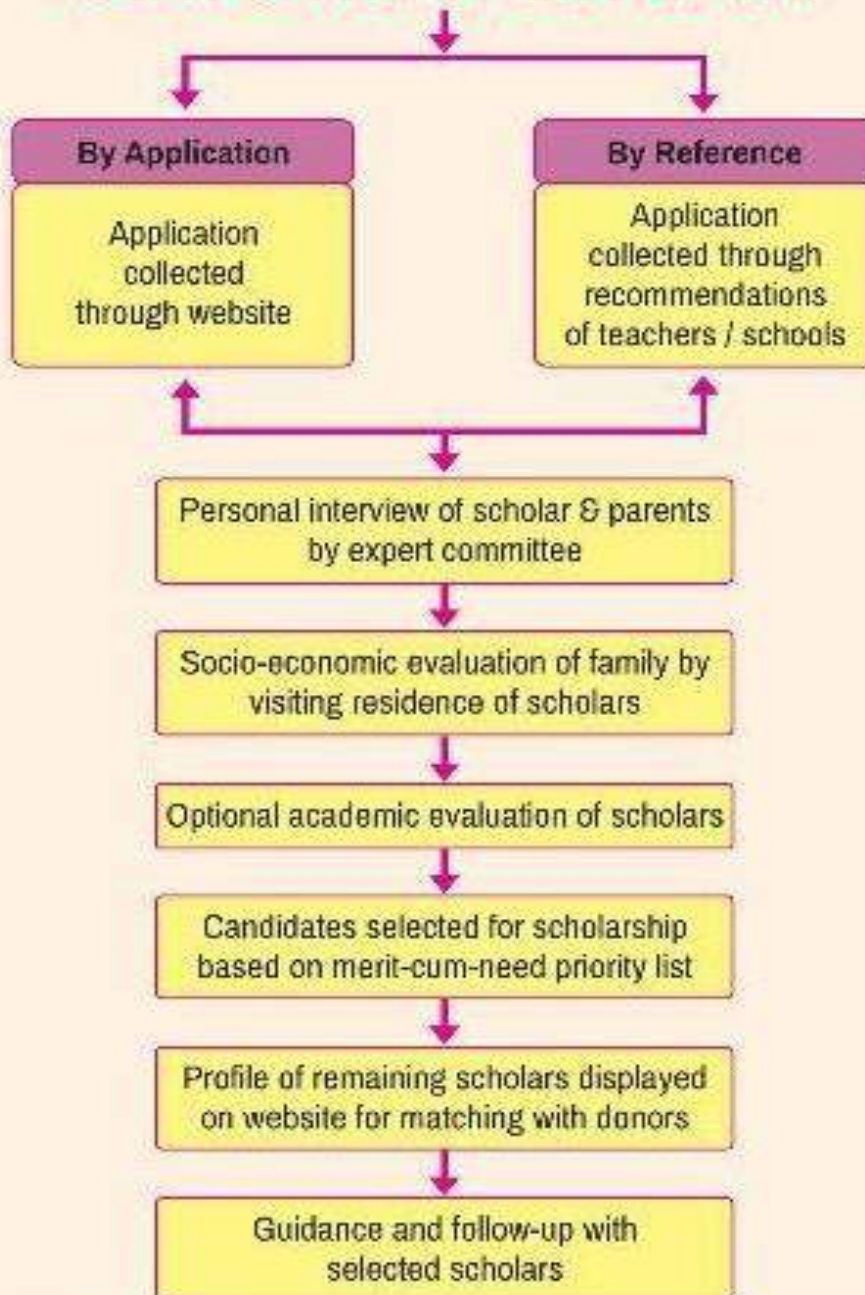 By Application
Application
collected
through website
By Reference
Application
collected through
recommendations
of teachers / schools
Personal interview of scholar & parents
by expert committee
Socio-economic evaluation of family by
visiting residence of scholars
Optional academic evaluation of scholars
Candidates selected for scholarship
based on merit-cum-need priority list
Profile of remaining scholars displayed
on website for matching with donors
Guidance and follow-up with
selected scholars